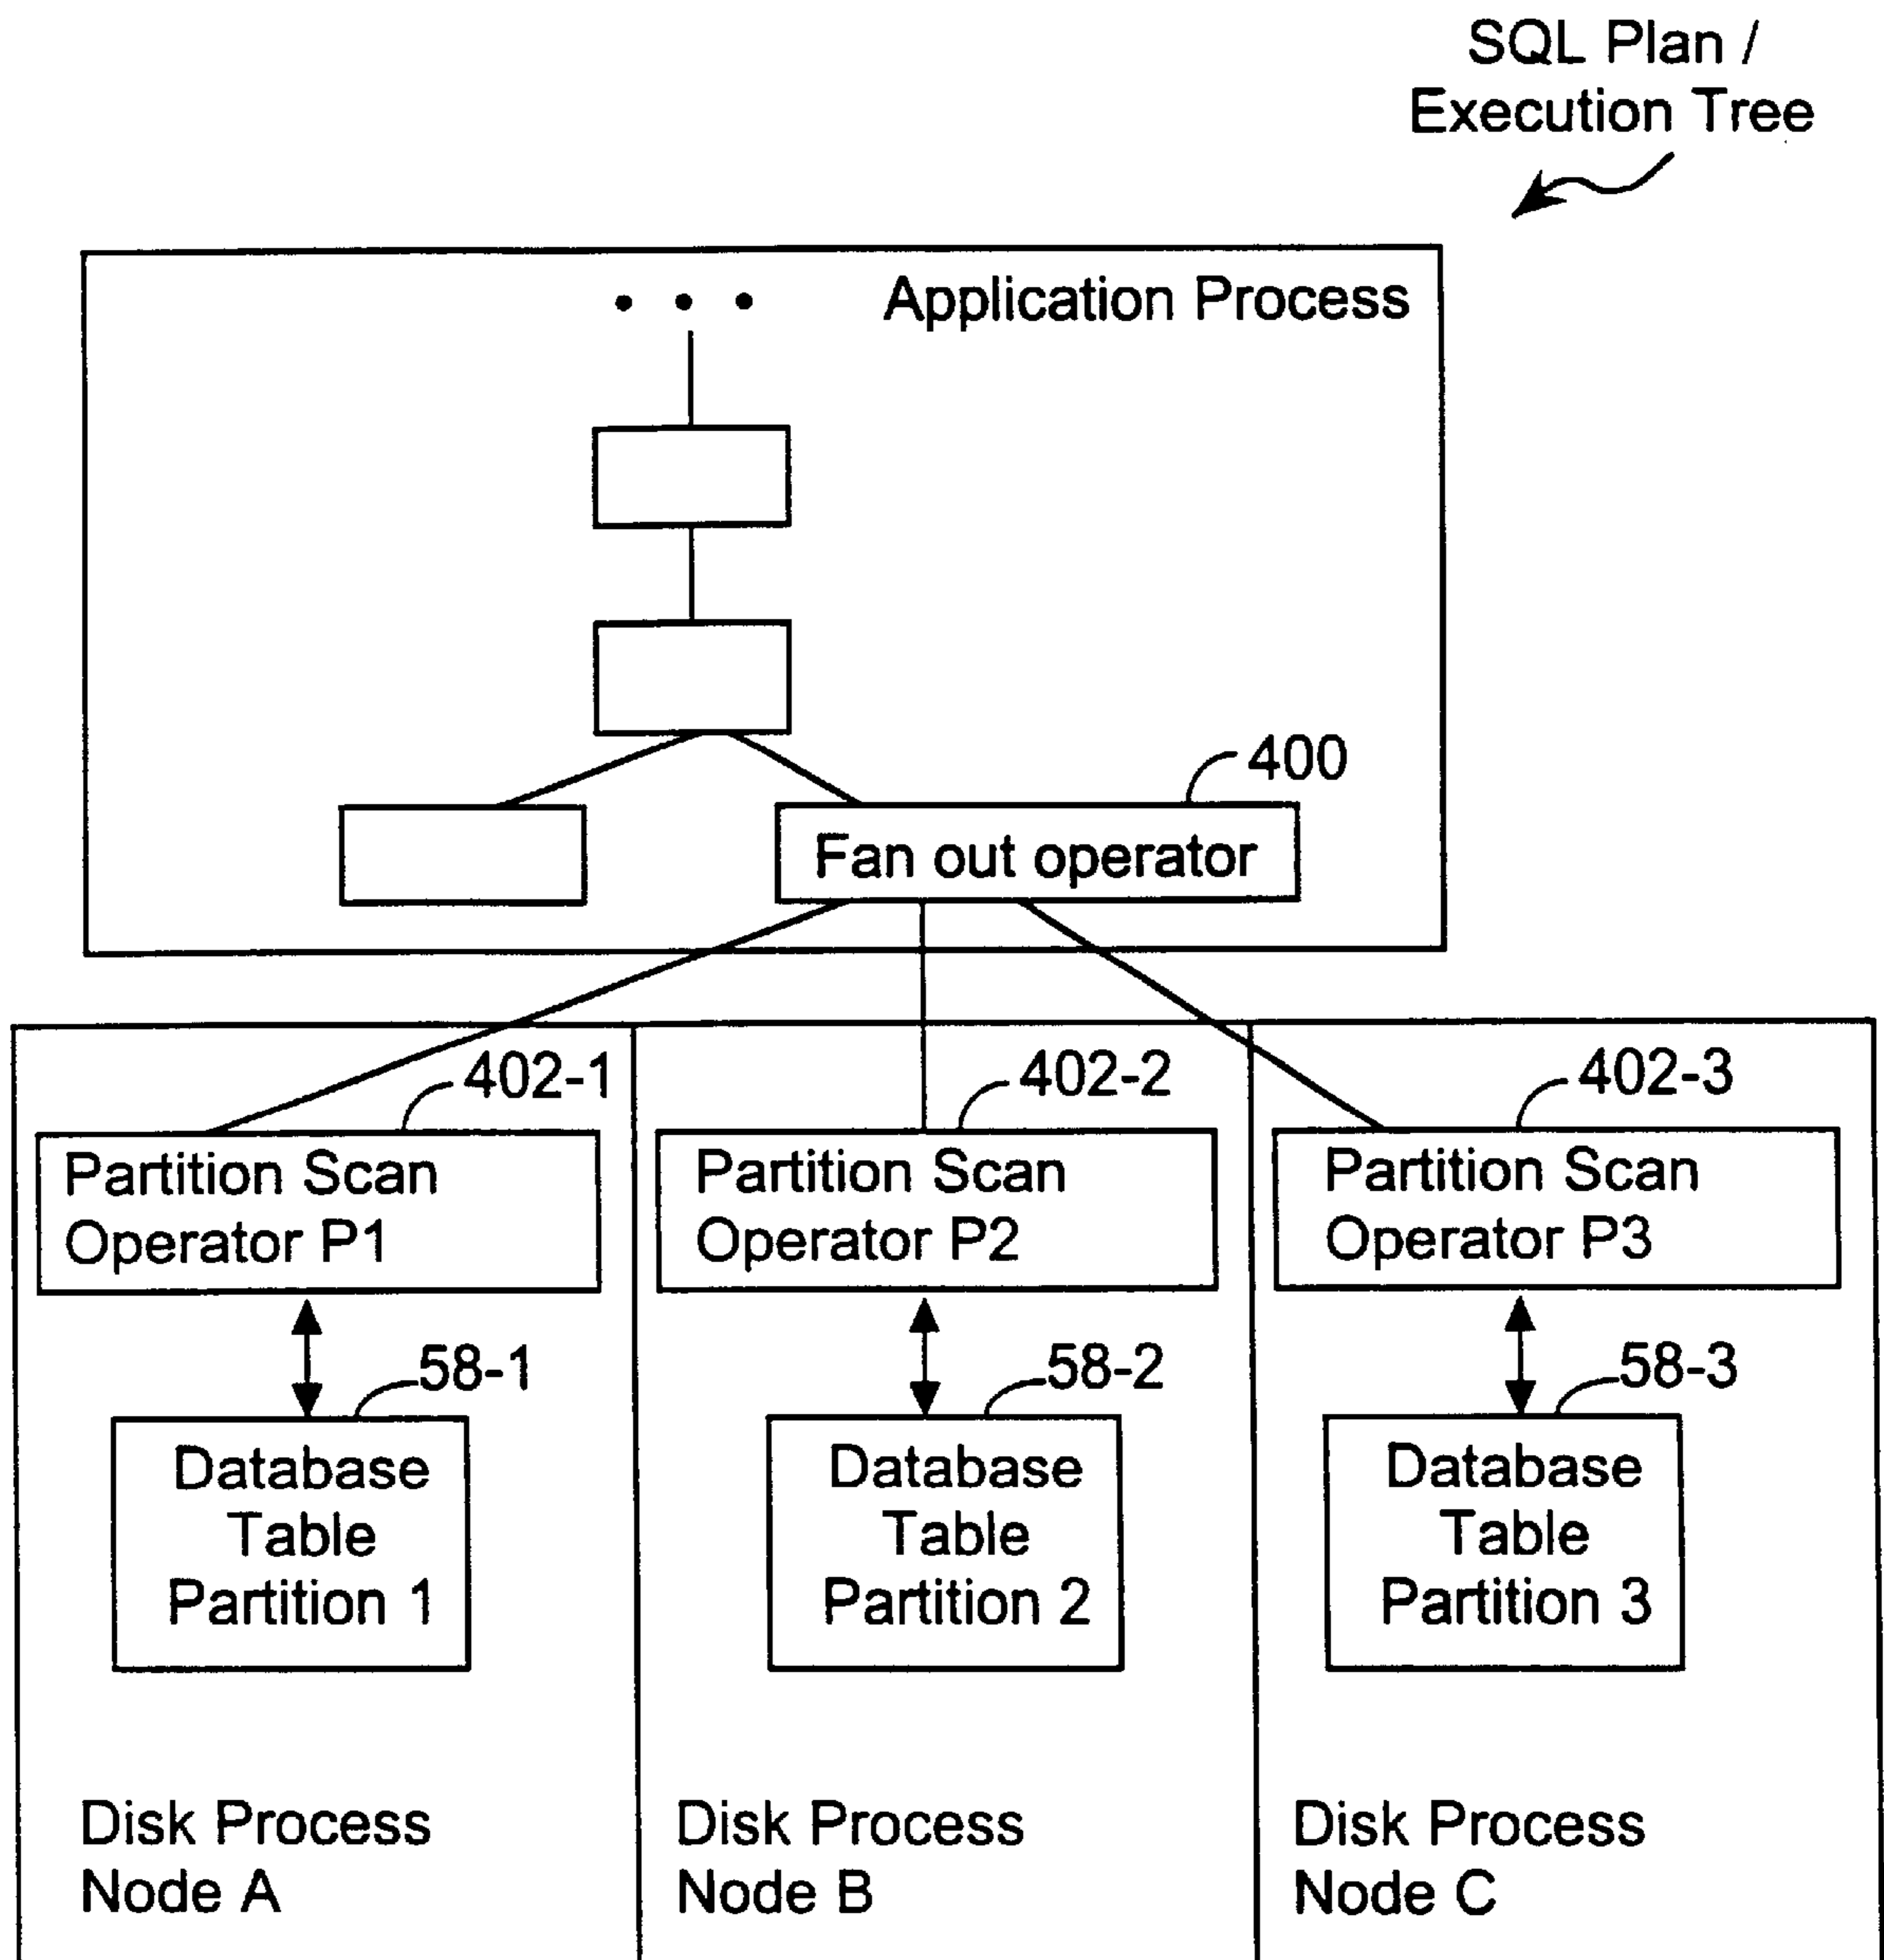 SQL Plan /
Execution Tree
• • •
Application Process
400
Fan out operator
402-1
402-2
402-3
Partition Scan
Operator P1
Partition Scan
Operator P2
Partition Scan
Operator P3
58-1
58-2
58-3
Database
Table
Partition 1
Database
Table
Partition 2
Database
Table
Partition 3
Disk Process
Node A
Disk Process
Node B
Disk Process
Node C